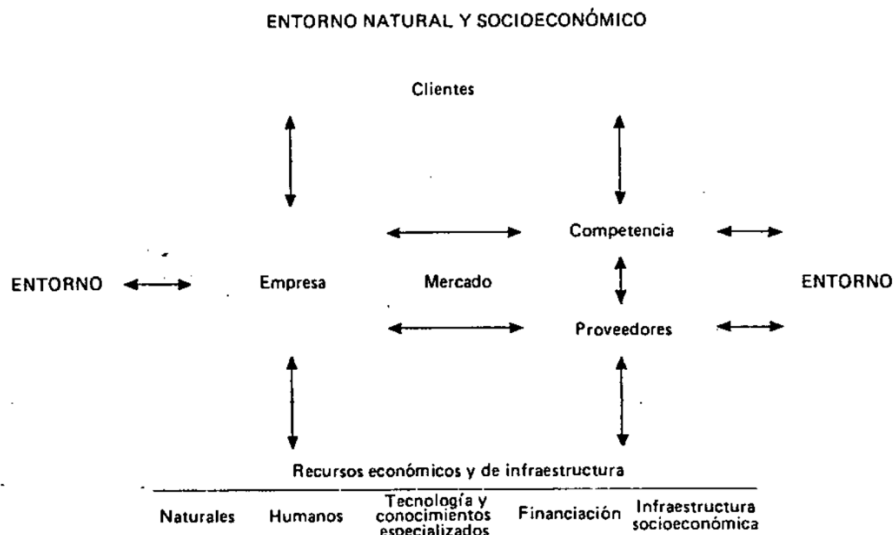 ENTORNO NATURAL Y SOCIOECONÓMICO
Clientes
Competencia
ENTORNO
Empresa
Mercado
ENTORNO
Proveedores
Recursos económicos y de infraestructura
Naturales
Humanos
Tecnología y
conocimientos
especializados
Financiación
Infraestructura
socioeconómica